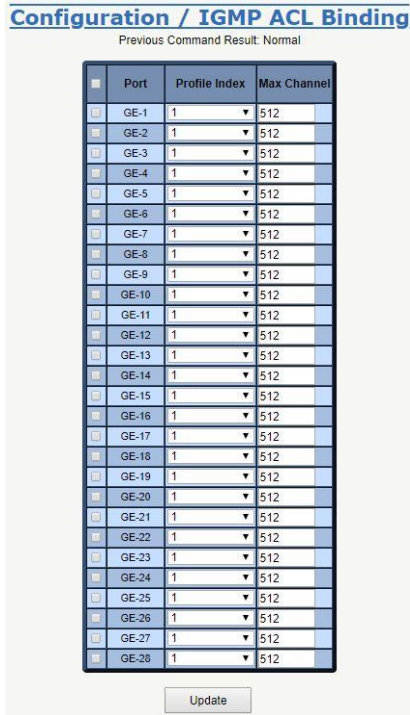 Configuration / IGMP ACL Binding
Previous Command Result: Normal
Port Profile Index Max Channel
GE-1 1 512
GE-2 1 512
GE-3 1 512
GE-4 1 512
GE-5 1 512
GE-6 1 512
GE-7 1 512
GE-8 1 512
GE-9 1 512
GE-10 1 512
GE-11 1 512
GE-12 1 512
GE-13 1 512
GE-14 1 512
GE-15 1 512
GE-16 1 512
GE-17 1 512
GE-18 1 512
GE-19 1 512
GE-20 1 512
GE-21 1 512
GE-22 1 512
GE-23 1 512
GE-24 1 512
GE-25 1 512
GE-26 1 512
GE-27 1 512
GE-28 1 512
Update